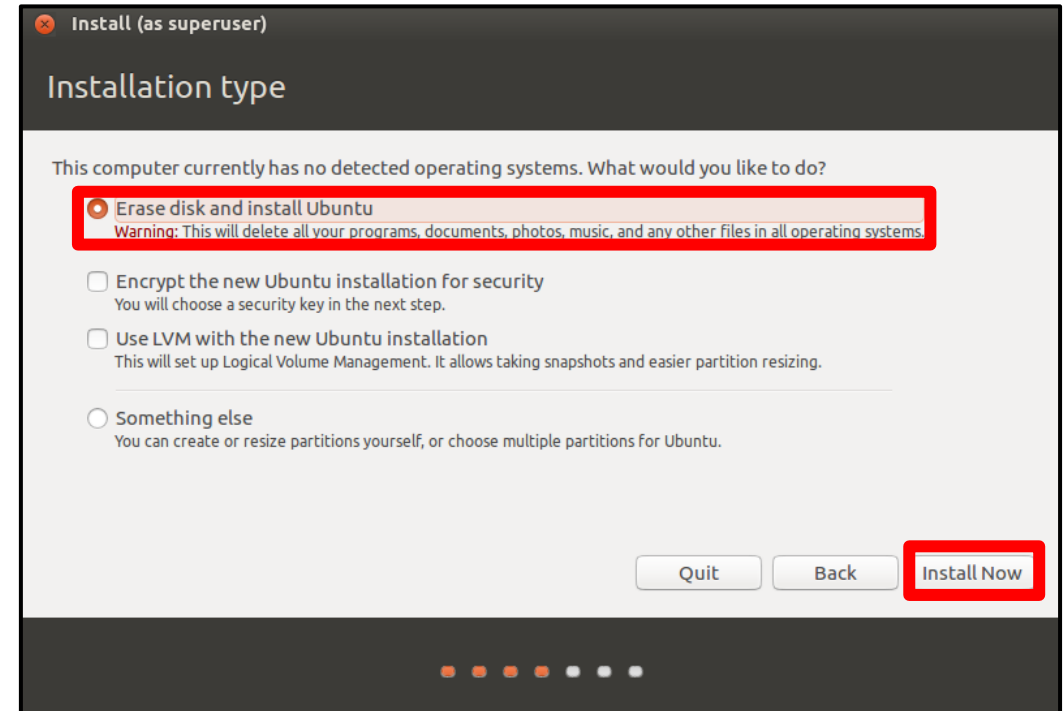 Install (as superuser)
Installation type
This computer currently has no detected operating systems. What would you like to do?
Erase disk and install Ubuntu
Warning: This will delete all your programs, documents, photos, music, and any other files in all operating systems.
Encrypt the new Ubuntu installation for security
You will choose a security key in the next step.
Use LVM with the new Ubuntu installation
This will set up Logical Volume Management. It allows taking snapshots and easier partition resizing.
Something else
You can create or resize partitions yourself, or choose multiple partitions for Ubuntu.
Quit Back Install Now